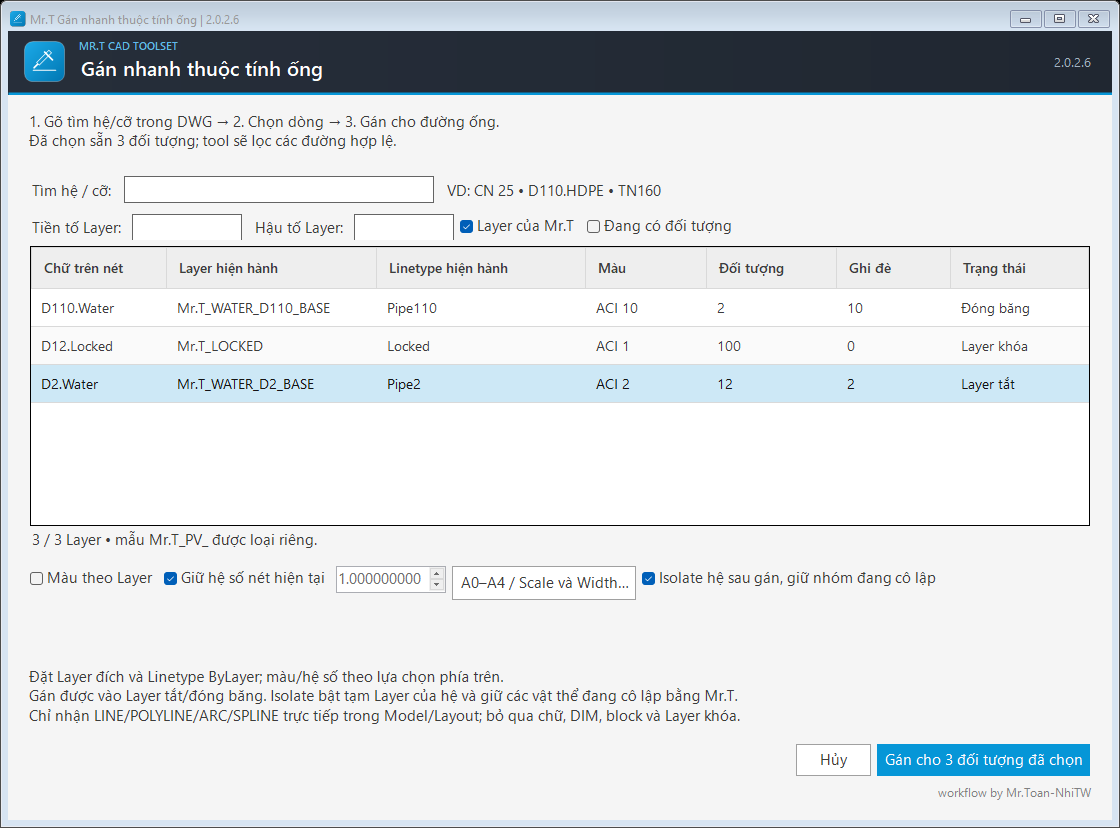 Mr.T Gán nhanh thuộc tính ống | 2.0.2.6
MR.T CAD TOOLSET
Gán nhanh thuộc tính ống
2.0.2.6
1. Gõ tìm hệ/cỡ trong DWG → 2. Chọn dòng → 3. Gán cho đường ống.
Đã chọn sẵn 3 đối tượng; tool sẽ lọc các đường hợp lệ.
Tìm hệ / cỡ: VD: CN 25 • D110.HDPE • TN160
Tiền tố Layer: Hậu tố Layer: Layer của Mr.T Đang có đối tượng
Chữ trên nét Layer hiện hành Linetype hiện hành Màu Đối tượng Ghi đè Trạng thái
D110.Water Mr.T_WATER_D110_BASE Pipe110 ACI 10 2 10 Đóng băng
D12.Locked Mr.T_LOCKED Locked ACI 1 100 0 Layer khóa
D2.Water Mr.T_WATER_D2_BASE Pipe2 ACI 2 12 2 Layer tắt
3 / 3 Layer • mẫu Mr.T_PV_ được loại riêng.
Màu theo Layer Giữ hệ số nét hiện tại 1.000000000 A0–A4 / Scale và Width... Isolate hệ sau gán, giữ nhóm đang cô lập
Đặt Layer đích và Linetype ByLayer; màu/hệ số theo lựa chọn phía trên.
Gán được vào Layer tắt/đóng băng. Isolate bật tạm Layer của hệ và giữ các vật thể đang cô lập bằng Mr.T.
Chỉ nhận LINE/POLYLINE/ARC/SPLINE trực tiếp trong Model/Layout; bỏ qua chữ, DIM, block và Layer khóa.
Hủy Gán cho 3 đối tượng đã chọn
workflow by Mr.Toan-NhiTW